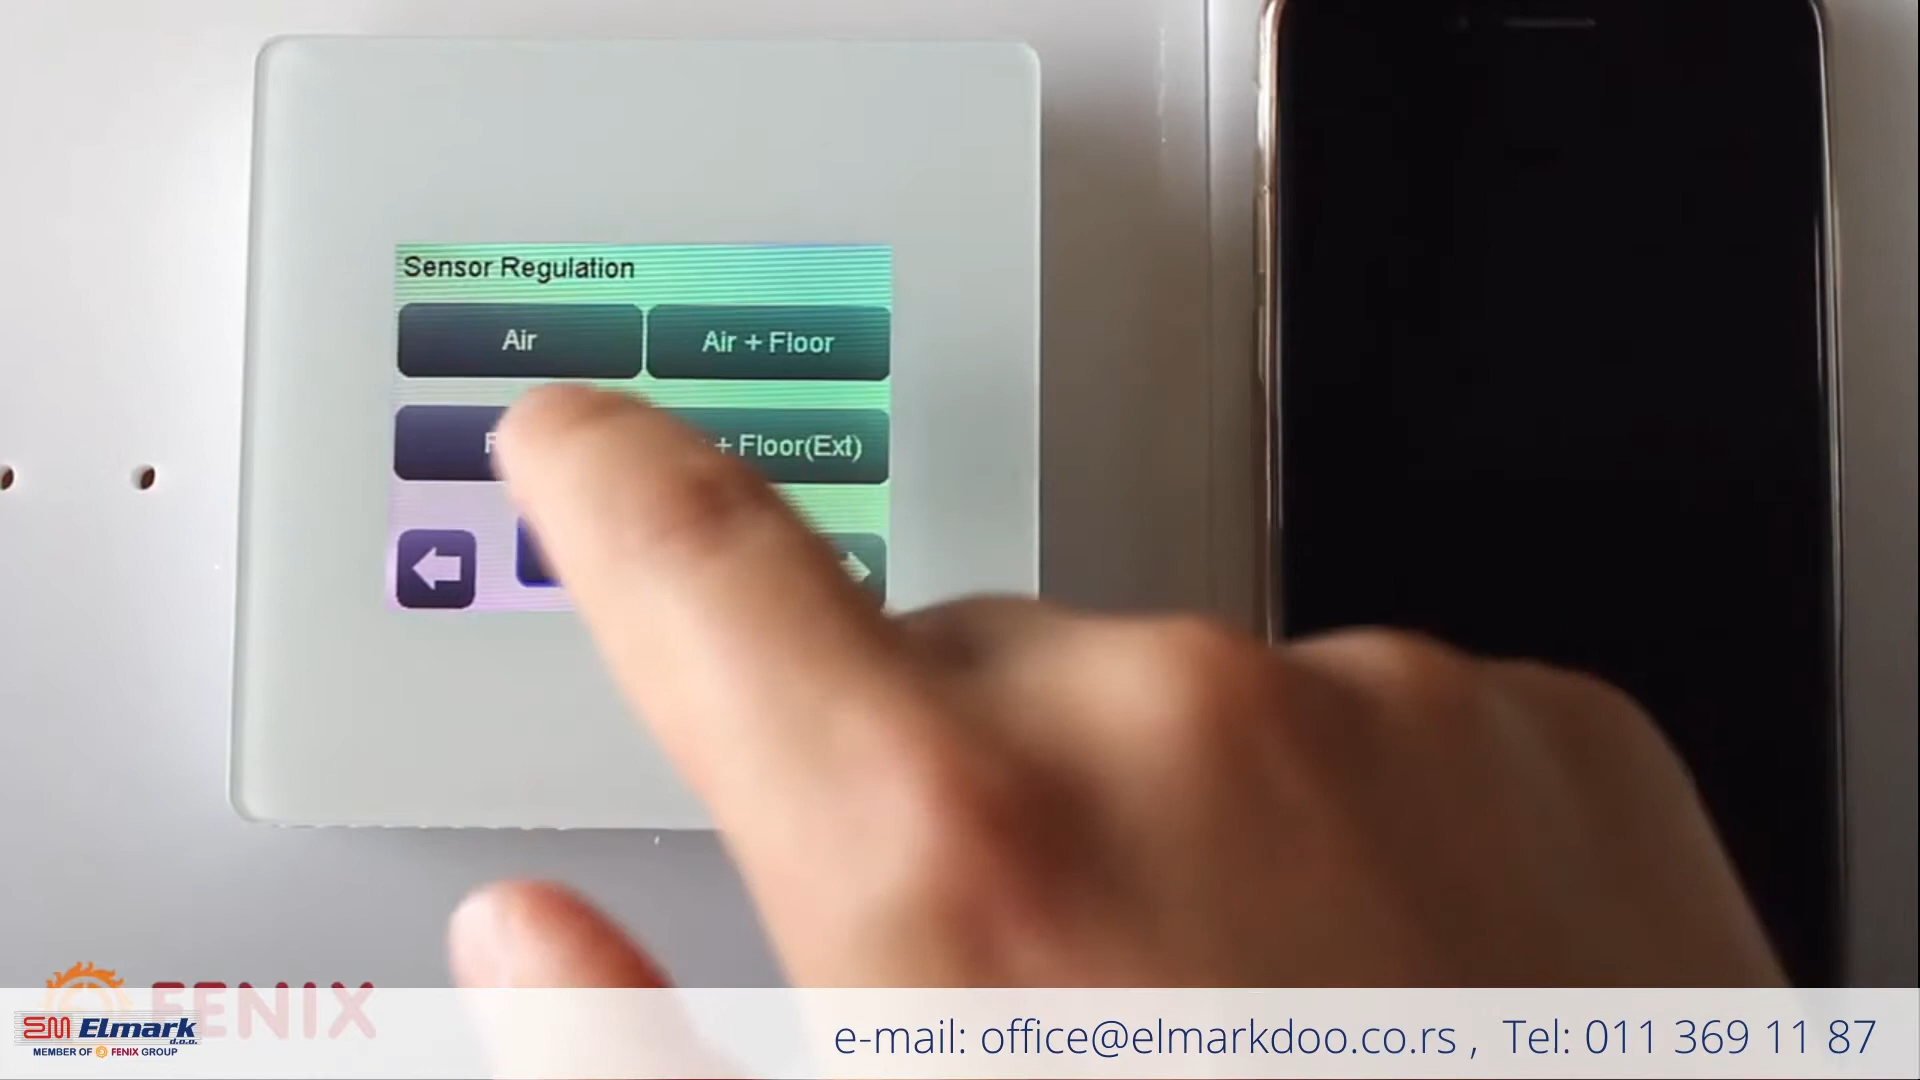 Sensor Regulation
Air
Air + Floor
+ Floor(Ext)
FENIX
Elmark
d.o.o.
MEMBER OF FENIX GROUP
e-mail: office@elmarkdoo.co.rs , Tel: 011 369 11 87